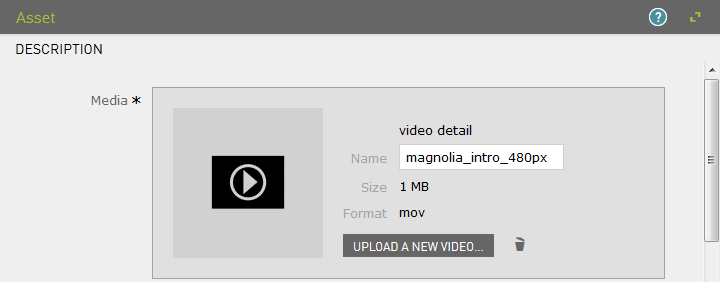 Asset
?
DESCRIPTION
Media *
video detail
Name magnolia_intro_480px
Size 1 MB
Format mov
UPLOAD A NEW VIDEO...